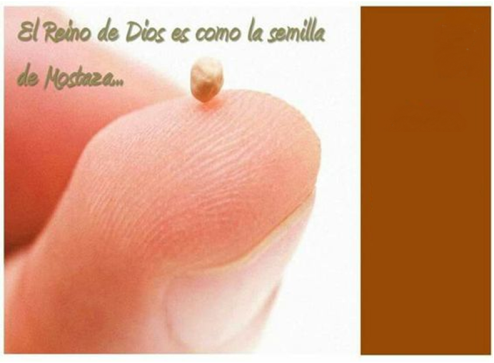 El Reino de Dios es como la semilla
de Mostaza...